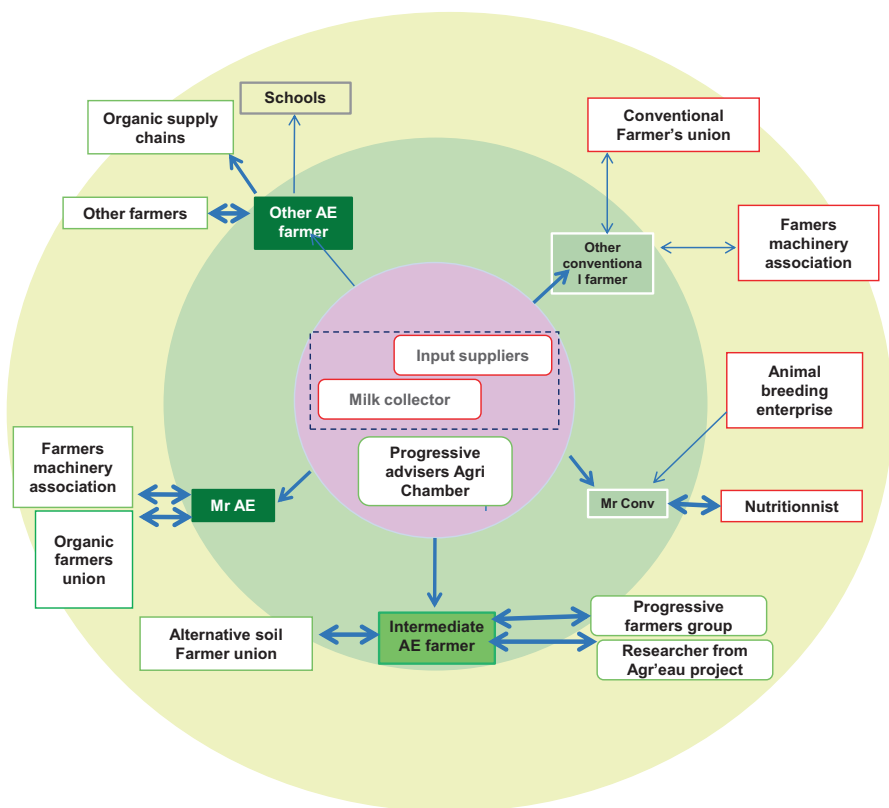 Schools
Organic supply
chains
Conventional
Farmer's union
Other farmers
Other AE
farmer
Other
conventiona
l farmer
Famers
machinery
association
Input suppliers
Milk collector
Animal
breeding
enterprise
Progressive
advisers Agri
Chamber
Farmers
machinery
association
Mr AE
Mr Conv
Nutritionnist
Organic
farmers
union
Alternative soil
Farmer union
Intermediate
AE farmer
Progressive
farmers group
Researcher from
Agr'eau project